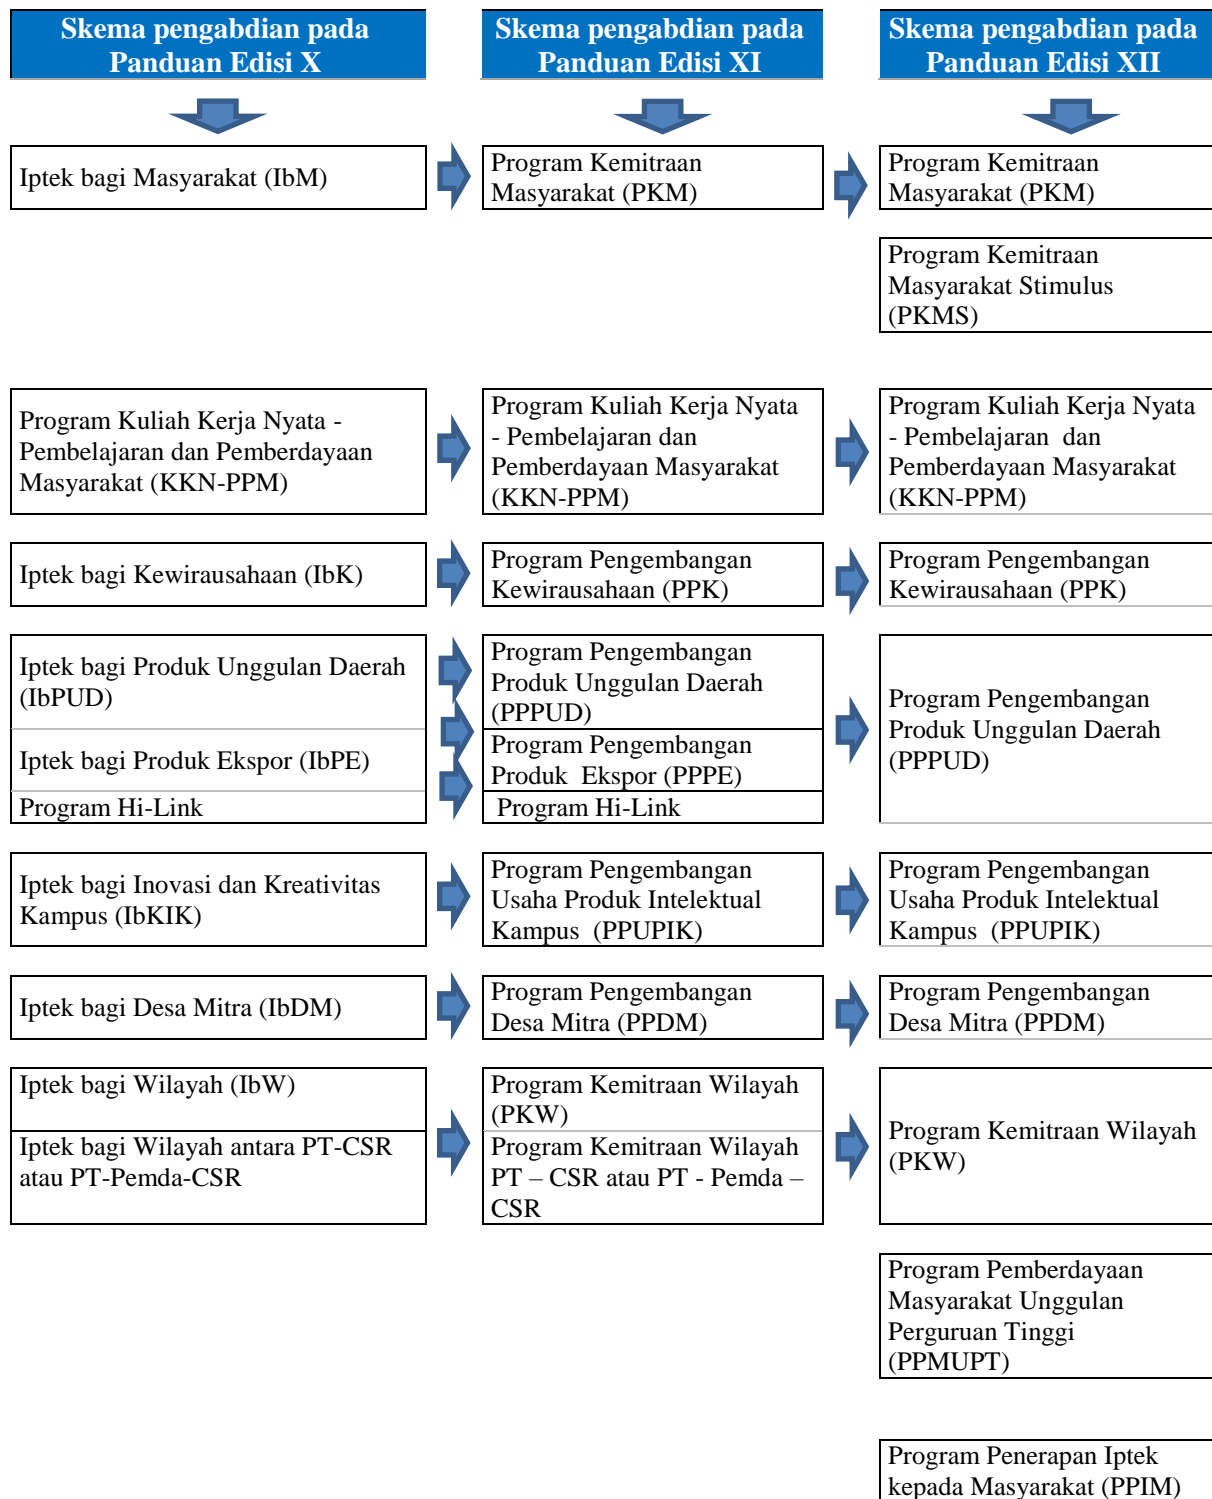 Skema pengabdian pada
Panduan Edisi X
Skema pengabdian pada
Panduan Edisi XI
Skema pengabdian pada
Panduan Edisi XII
Iptek bagi Masyarakat (IbM)
Program Kemitraan
Masyarakat (PKM)
Program Kemitraan
Masyarakat (PKM)
Program Kemitraan
Masyarakat Stimulus
(PKMS)
Program Kuliah Kerja Nyata -
Pembelajaran dan Pemberdayaan
Masyarakat (KKN-PPM)
Program Kuliah Kerja Nyata
- Pembelajaran dan
Pemberdayaan Masyarakat
(KKN-PPM)
Program Kuliah Kerja Nyata
- Pembelajaran dan
Pemberdayaan Masyarakat
(KKN-PPM)
Iptek bagi Kewirausahaan (IbK)
Program Pengembangan
Kewirausahaan (PPK)
Program Pengembangan
Kewirausahaan (PPK)
Iptek bagi Produk Unggulan Daerah
(IbPUD)
Program Pengembangan
Produk Unggulan Daerah
(PPPUD)
Program Pengembangan
Produk Unggulan Daerah
(PPPUD)
Iptek bagi Produk Ekspor (IbPE)
Program Pengembangan
Produk Ekspor (PPPE)
Program Hi-Link
Program Hi-Link
Iptek bagi Inovasi dan Kreativitas
Kampus (IbKIK)
Program Pengembangan
Usaha Produk Intelektual
Kampus (PPUPIK)
Program Pengembangan
Usaha Produk Intelektual
Kampus (PPUPIK)
Iptek bagi Desa Mitra (IbDM)
Program Pengembangan
Desa Mitra (PPDM)
Program Pengembangan
Desa Mitra (PPDM)
Iptek bagi Wilayah (IbW)
Program Kemitraan Wilayah
(PKW)
Program Kemitraan Wilayah
(PKW)
Iptek bagi Wilayah antara PT-CSR
atau PT-Pemda-CSR
Program Kemitraan Wilayah
PT – CSR atau PT - Pemda –
CSR
Program Pemberdayaan
Masyarakat Unggulan
Perguruan Tinggi
(PPMUPT)
Program Penerapan Iptek
kepada Masyarakat (PPIM)